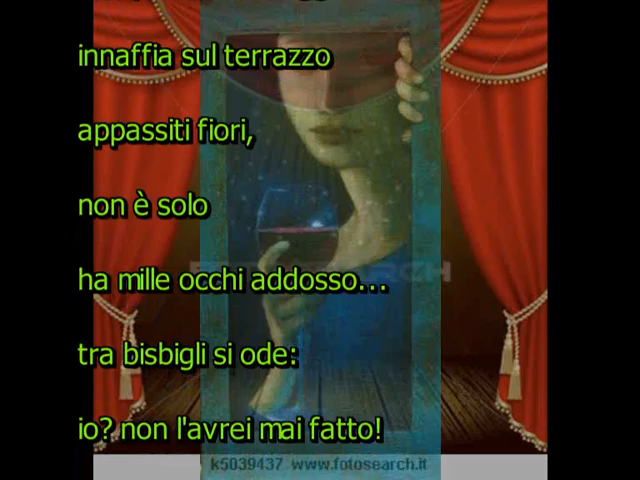 innaffia sul terrazzo
appassiti fiori,
non è solo
ha mille occhi addosso...
tra bisbigli si ode:
io? non l'avrei mai fatto!
k5039437 www.fotosearch.it